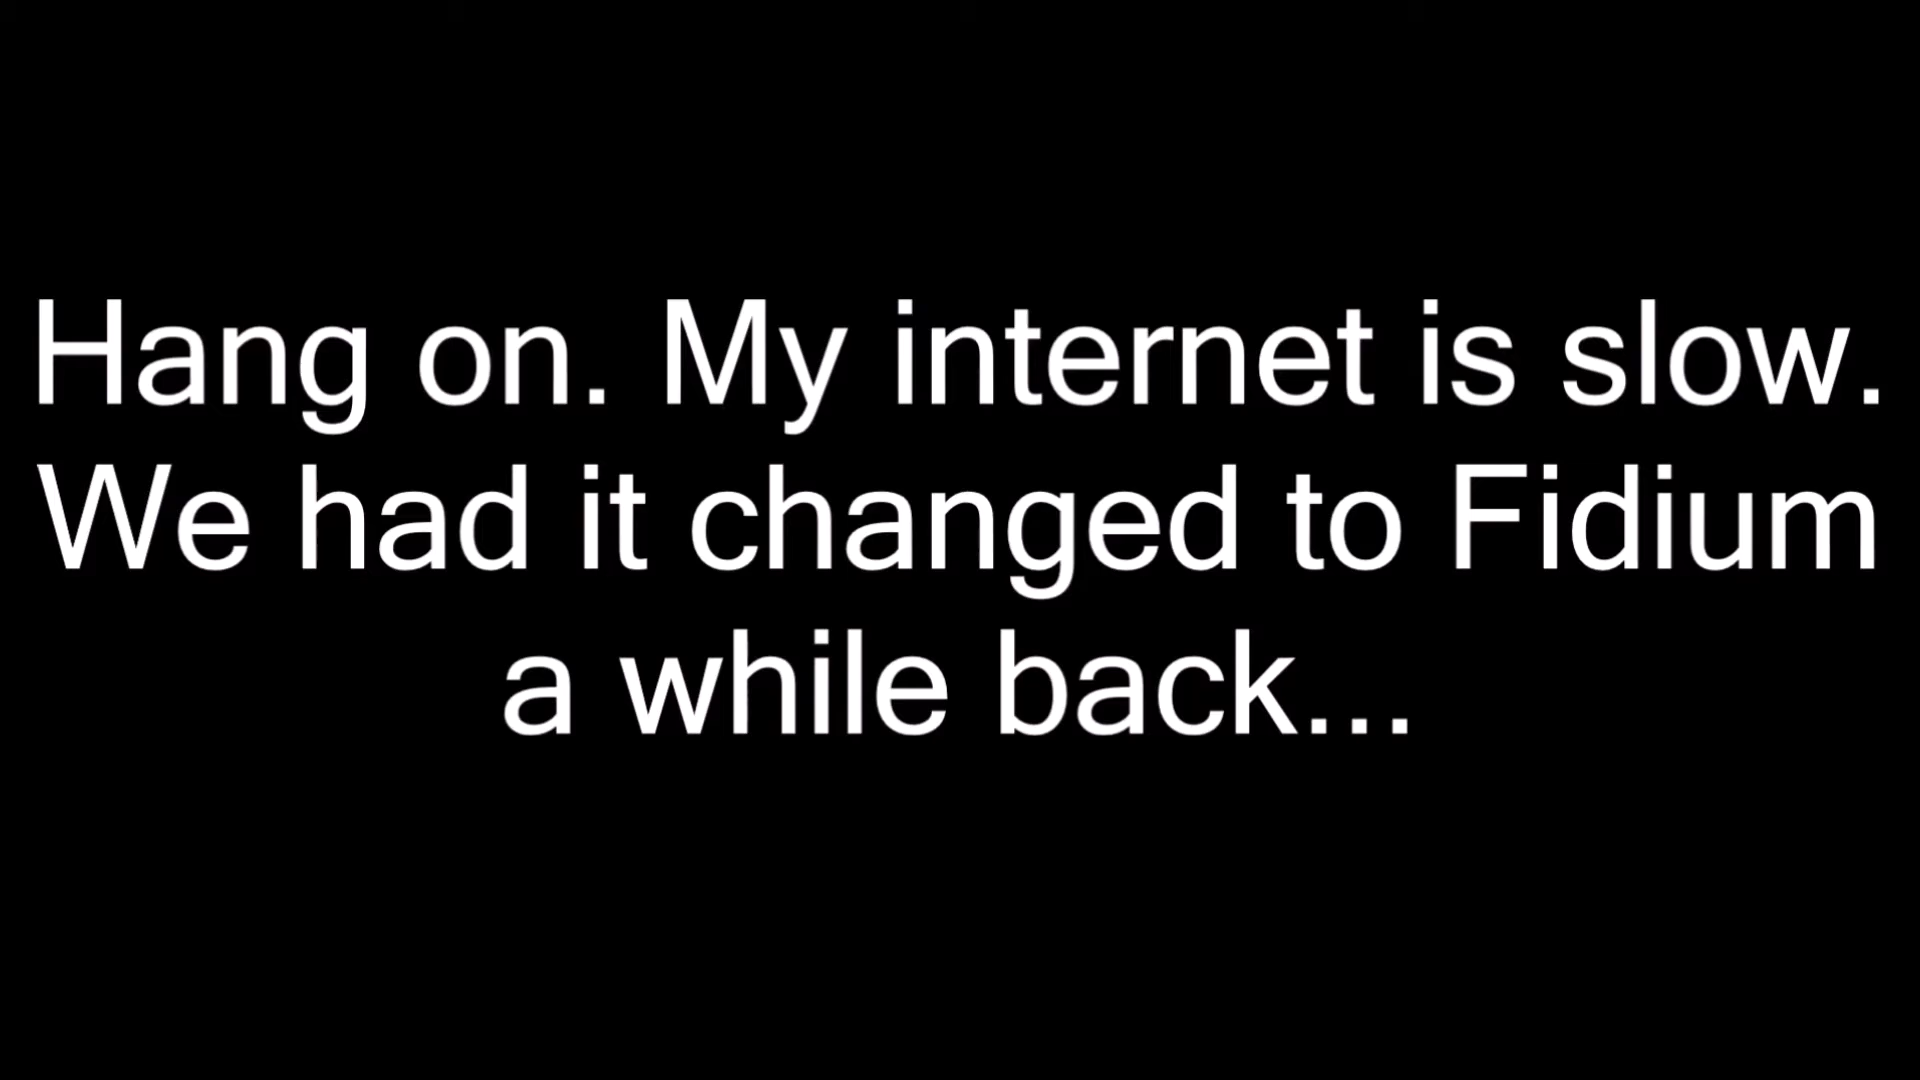 Hang on. My internet is slow.
We had it changed to Fidium
a while back...